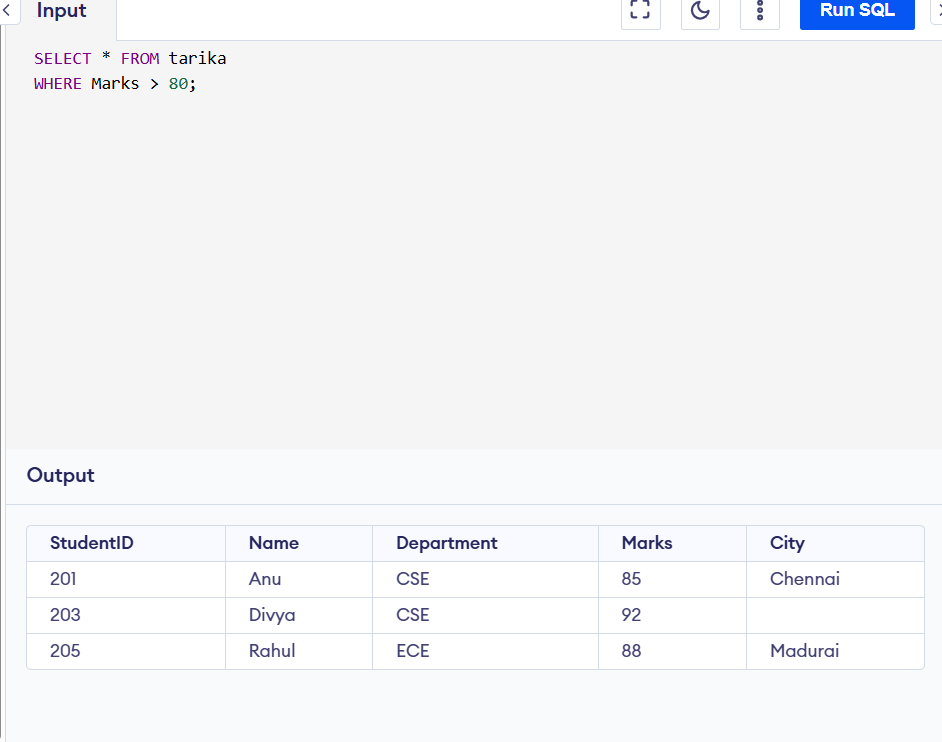 Input
Run SQL
SELECT * FROM tarika
WHERE Marks > 80;
Output
StudentID Name Department Marks City
201 Anu CSE 85 Chennai
203 Divya CSE 92
205 Rahul ECE 88 Madurai